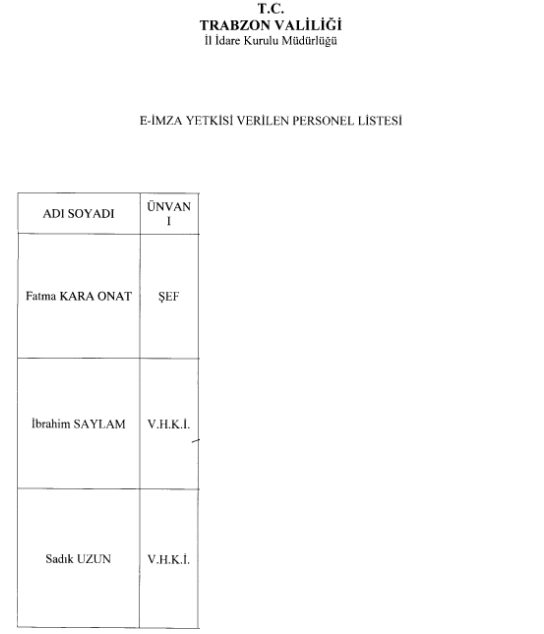 T.C.
TRABZON VALİLİĞİ
İl İdare Kurulu Müdürlüğü
E-İMZA YETKİSİ VERİLEN PERSONEL LİSTESİ
ADI SOYADI
ÜNVAN
I
Fatma KARA ONAT
ŞEF
İbrahim SAYLAM
V.H.K.İ.
Sadık UZUN
V.H.K.İ.